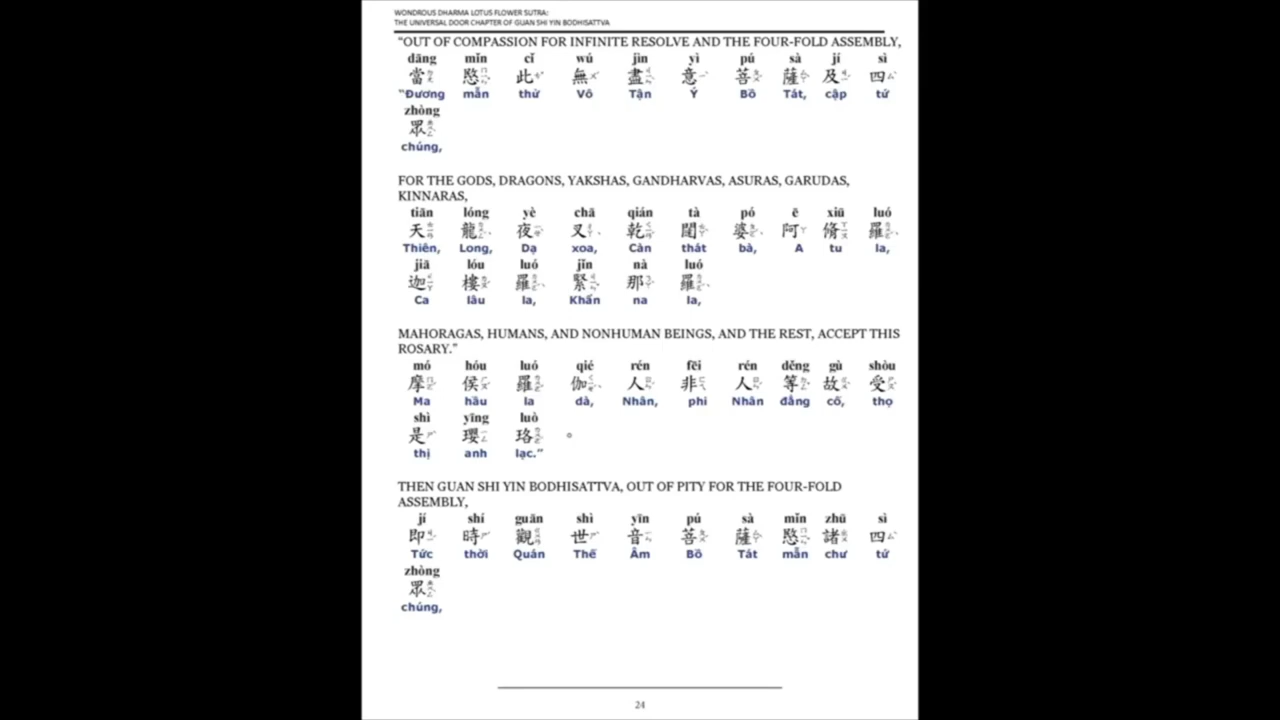 WONDROUS DHARMA LOTUS FLOWER SUTRA:
THE UNIVERSAL DOOR CHAPTER OF GUAN SHI YIN BODHISATTVA
“OUT OF COMPASSION FOR INFINITE RESOLVE AND THE FOUR-FOLD ASSEMBLY,
dāng mǐn cǐ wú jìn yì pú sà jí sì
當 愍 此 無 盡 意 菩 薩 及 四
“Đương mẫn thử Vô Tận Ý Bồ Tát, cập tứ
zhòng
眾
chúng,
FOR THE GODS, DRAGONS, YAKSHAS, GANDHARVAS, ASURAS, GARUDAS,
KINNARAS,
tiān lóng yè chā qián tà pó ē xiū luó
天 龍 夜 叉 乾 闥 婆 阿 脩 羅
Thiên, Long, Dạ xoa, Càn thát bà, A tu la,
jiā lóu luó jǐn nà luó
迦 樓 羅 緊 那 羅
Ca lâu la, Khẩn na la,
MAHORAGAS, HUMANS, AND NONHUMAN BEINGS, AND THE REST, ACCEPT THIS
ROSARY.”
mó hóu luó qié rén fēi rén děng gù shòu
摩 侯 羅 伽 人 非 人 等 故 受
Ma hầu la dà, Nhân, phi Nhân đẳng cố, thọ
shì yīng luò
是 瓔 珞 。
thị anh lạc.”
THEN GUAN SHI YIN BODHISATTVA, OUT OF PITY FOR THE FOUR-FOLD
ASSEMBLY,
jí shí guān shì yīn pú sà mǐn zhū sì
即 時 觀 世 音 菩 薩 愍 諸 四
Tức thời Quán Thế Âm Bồ Tát mẫn chư tứ
zhòng
眾
chúng,
24